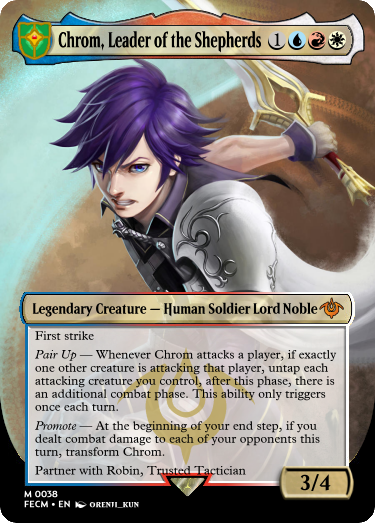 Chrom, Leader of the Shepherds 1
Legendary Creature — Human Soldier Lord Noble
First strike
Pair Up — Whenever Chrom attacks a player, if exactly
one other creature is attacking that player, untap each
attacking creature you control, after this phase, there is
an additional combat phase. This ability only triggers
once each turn.
Promote — At the beginning of your end step, if you
dealt combat damage to each of your opponents this
turn, transform Chrom.
Partner with Robin, Trusted Tactician
3/4
M 0038
FECM • EN ORENJI_KUN